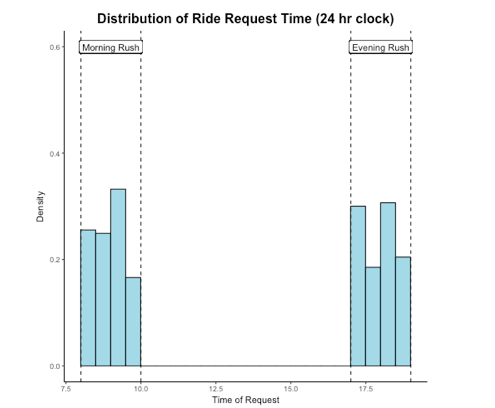 Distribution of Ride Request Time (24 hr clock)
Morning Rush
Evening Rush
0.6
0.4
0.2
0.0
Density
7.5
10.0
12.5
15.0
17.5
Time of Request